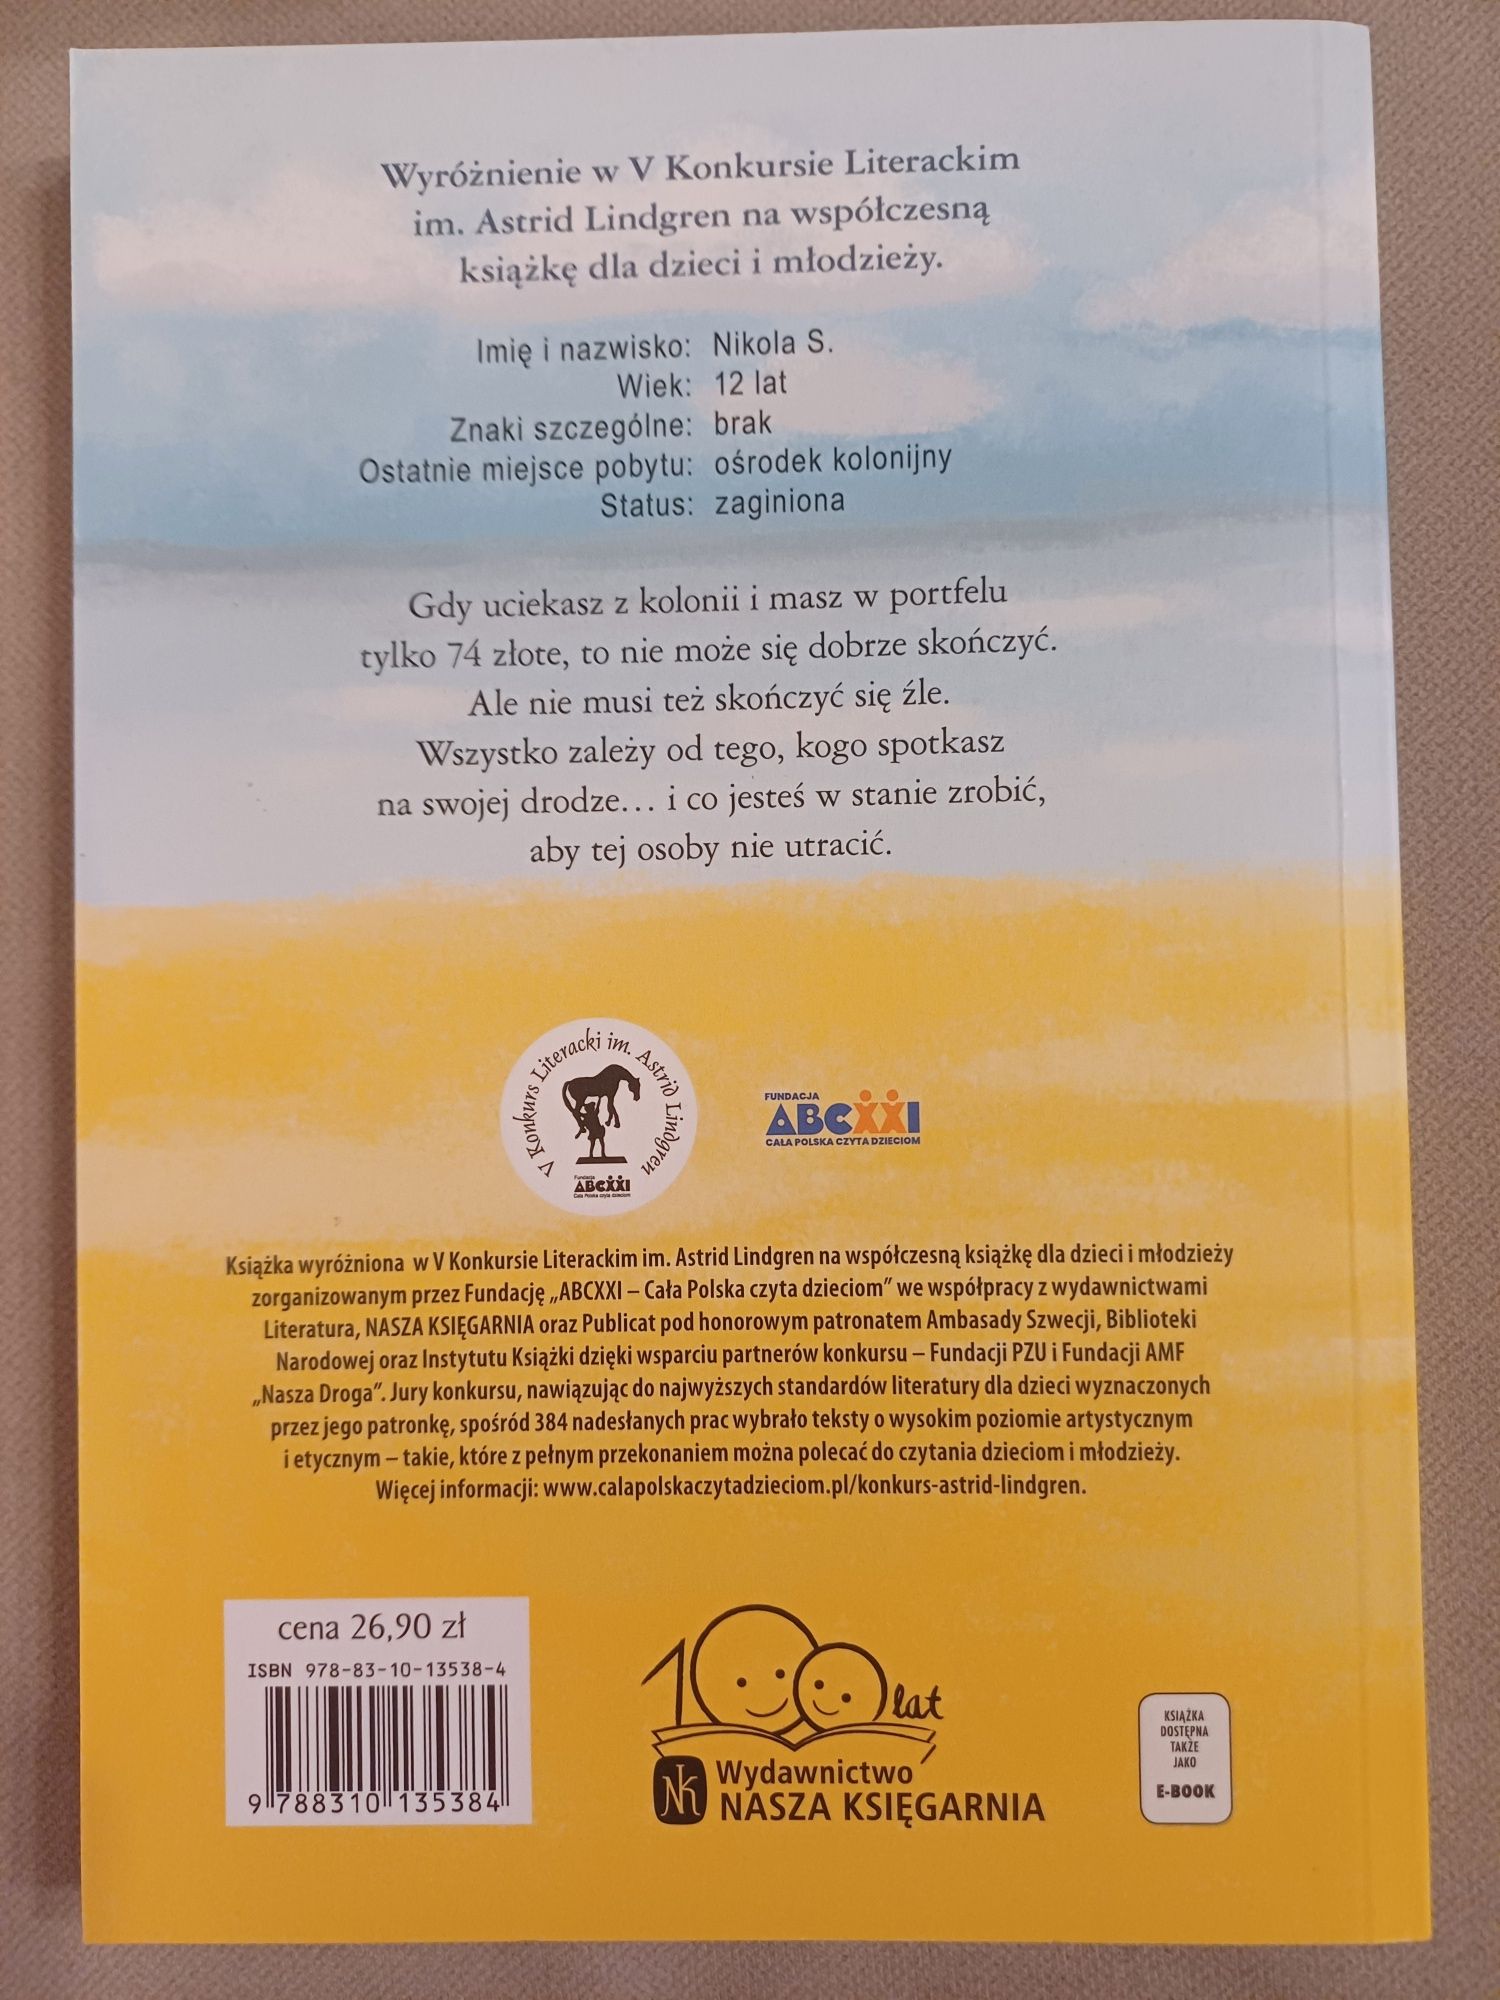 Wyróżnienie w V Konkursie Literackim
im. Astrid Lindgren na współczesną
książkę dla dzieci i młodzieży.
Imię i nazwisko: Nikola S.
Wiek: 12 lat
Znaki szczególne: brak
Ostatnie miejsce pobytu: ośrodek kolonijny
Status: zaginiona
Gdy uciekasz z kolonii i masz w portfelu
tylko 74 złote, to nie może się dobrze skończyć.
Ale nie musi też skończyć się źle.
Wszystko zależy od tego, kogo spotkasz
na swojej drodze... i co jesteś w stanie zrobić,
aby tej osoby nie utracić.
V Konkurs Literacki im. Astrid Lindgren
Fundacja
ABCXXI
Cała Polska czyta dzieciom
FUNDACJA
ABCXXI
CAŁA POLSKA CZYTA DZIECIOM
Książka wyróżniona w V Konkursie Literackim im. Astrid Lindgren na współczesną książkę dla dzieci i młodzieży
zorganizowanym przez Fundację „ABCXXI – Cała Polska czyta dzieciom” we współpracy z wydawnictwami
Literatura, NASZA KSIĘGARNIA oraz Publicat pod honorowym patronatem Ambasady Szwecji, Biblioteki
Narodowej oraz Instytutu Książki dzięki wsparciu partnerów konkursu – Fundacji PZU i Fundacji AMF
„Nasza Droga”. Jury konkursu, nawiązując do najwyższych standardów literatury dla dzieci wyznaczonych
przez jego patronkę, spośród 384 nadesłanych prac wybrało teksty o wysokim poziomie artystycznym
i etycznym – takie, które z pełnym przekonaniem można polecać do czytania dzieciom i młodzieży.
Więcej informacji: www.calapolskaczytadzieciom.pl/konkurs-astrid-lindgren.
cena 26,90 zł
ISBN 978-83-10-13538-4
9 788310 135384
100 lat
NK
Wydawnictwo
NASZA KSIĘGARNIA
KSIĄŻKA
DOSTĘPNA
TAKŻE
JAKO
E-BOOK